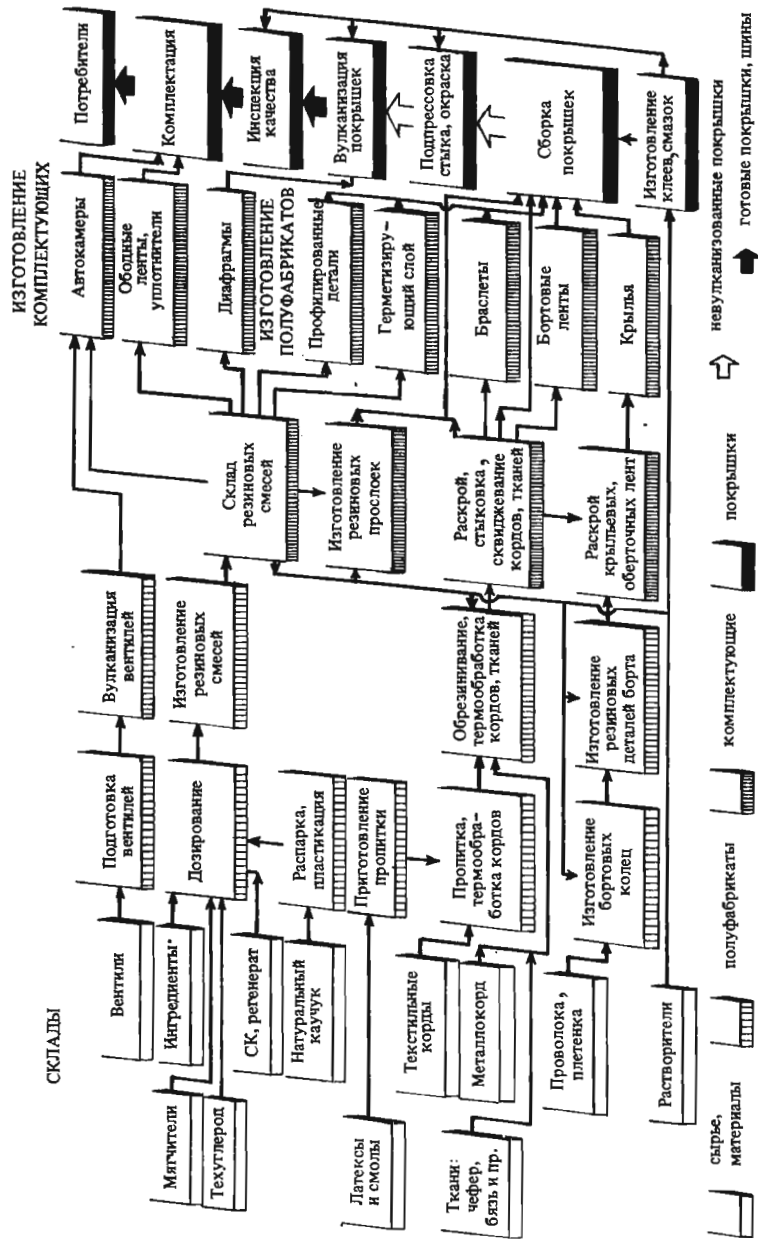 СКЛАДЫ
Мягчители
Техуглерод
Латексы
и смолы
Ткани:
чефер,
бязь и пр.
Вентили
Ингредиенты*
СК, регенерат
Натуральный
каучук
Текстильные
корды
Металлокорд
Проволока,
плетенка
Растворители
Подготовка
вентилей
Дозирование
Распарка,
пластикация
Приготовление
пропитки
Пропитка,
термообра-
ботка кордов
Изготовление
бортовых
колец
Вулканизация
вентилей
Изготовление
резиновых
смесей
Обрезинивание,
термообработка
кордов, тканей
Изготовление
резиновых
деталей борта
Склад
резиновых
смесей
Изготовление
резиновых
прослоек
Раскрой,
стыковка,
сквиджевание
кордов, тканей
Раскрой
крыльевых,
оберточных лент
ИЗГОТОВЛЕНИЕ
КОМПЛЕКТУЮЩИХ
Автокамеры
Ободные
ленты,
уплотнители
Диафрагмы
ИЗГОТОВЛЕНИЕ
ПОЛУФАБРИКАТОВ
Профилированные
детали
Герметизиру-
ющий слой
Браслеты
Бортовые
ленты
Крылья
Потребители
Комплектация
Инспекция
качества
Вулканизация
покрышек
Подпрессовка
стыка, окраска
Сборка
покрышек
Изготовление
клеев, смазок
сырье,
материалы
полуфабрикаты
комплектующие
покрышки
невулканизованные покрышки
готовые покрышки, шины